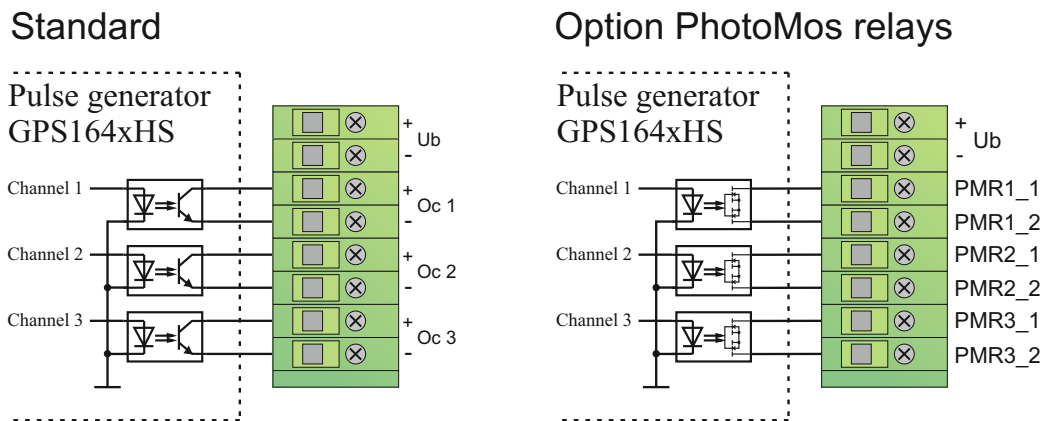 Standard
Pulse generator
GPS164xHS
+
Ub
-
Channel 1
+
Oc 1
-
Channel 2
+
Oc 2
-
Channel 3
+
Oc 3
-
Option PhotoMos relays
Pulse generator
GPS164xHS
+
Ub
-
Channel 1
PMR1_1
PMR1_2
Channel 2
PMR2_1
PMR2_2
Channel 3
PMR3_1
PMR3_2